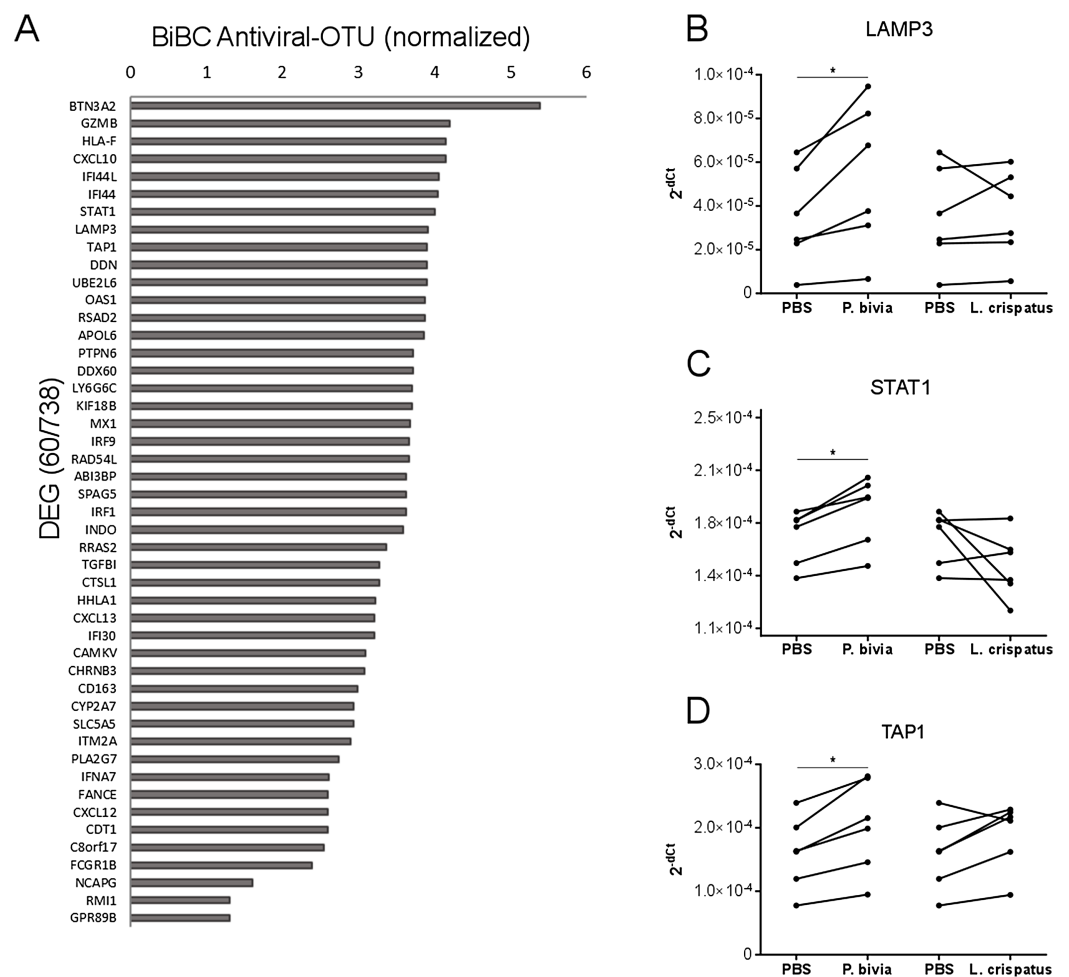 A
BiBC Antiviral-OTU (normalized)
0 1 2 3 4 5 6
DEG (60/738)
BTN3A2
GZMB
HLA-F
CXCL10
IFI44L
IFI44
STAT1
LAMP3
TAP1
DDN
UBE2L6
OAS1
RSAD2
APOL6
PTPN6
DDX60
LY6G6C
KIF18B
MX1
IRF9
RAD54L
ABI3BP
SPAG5
IRF1
INDO
RRAS2
TGFBI
CTSL1
HHLA1
CXCL13
IFI30
CAMKV
CHRNB3
CD163
CYP2A7
SLC5A5
ITM2A
PLA2G7
IFNA7
FANCE
CXCL12
CDT1
C8orf17
FCGR1B
NCAPG
RMI1
GPR89B
B
LAMP3
2^-dCt
1.0×10^-4
8.0×10^-5
6.0×10^-5
4.0×10^-5
2.0×10^-5
0
*
PBS P. bivia PBS L. crispatus
C
STAT1
2^-dCt
2.5×10^-4
2.1×10^-4
1.8×10^-4
1.4×10^-4
1.1×10^-4
*
PBS P. bivia PBS L. crispatus
D
TAP1
2^-dCt
3.0×10^-4
2.0×10^-4
1.0×10^-4
0
*
PBS P. bivia PBS L. crispatus